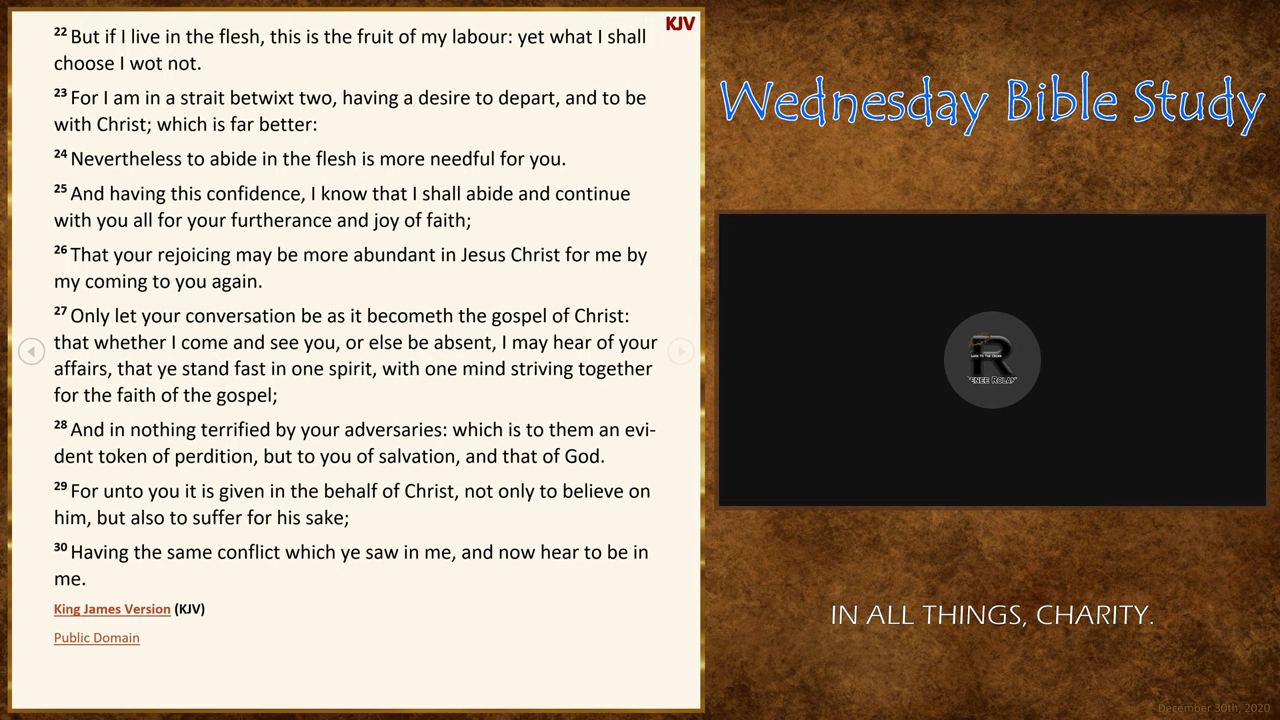 KJV
22 But if I live in the flesh, this is the fruit of my labour: yet what I shall
choose I wot not.
23 For I am in a strait betwixt two, having a desire to depart, and to be
with Christ; which is far better:
24 Nevertheless to abide in the flesh is more needful for you.
25 And having this confidence, I know that I shall abide and continue
with you all for your furtherance and joy of faith;
26 That your rejoicing may be more abundant in Jesus Christ for me by
my coming to you again.
27 Only let your conversation be as it becometh the gospel of Christ:
that whether I come and see you, or else be absent, I may hear of your
affairs, that ye stand fast in one spirit, with one mind striving together
for the faith of the gospel;
28 And in nothing terrified by your adversaries: which is to them an evi-
dent token of perdition, but to you of salvation, and that of God.
29 For unto you it is given in the behalf of Christ, not only to believe on
him, but also to suffer for his sake;
30 Having the same conflict which ye saw in me, and now hear to be in
me.
King James Version (KJV)
Public Domain
Wednesday Bible Study
R
IN ALL THINGS, CHARITY.
December 30th, 2020